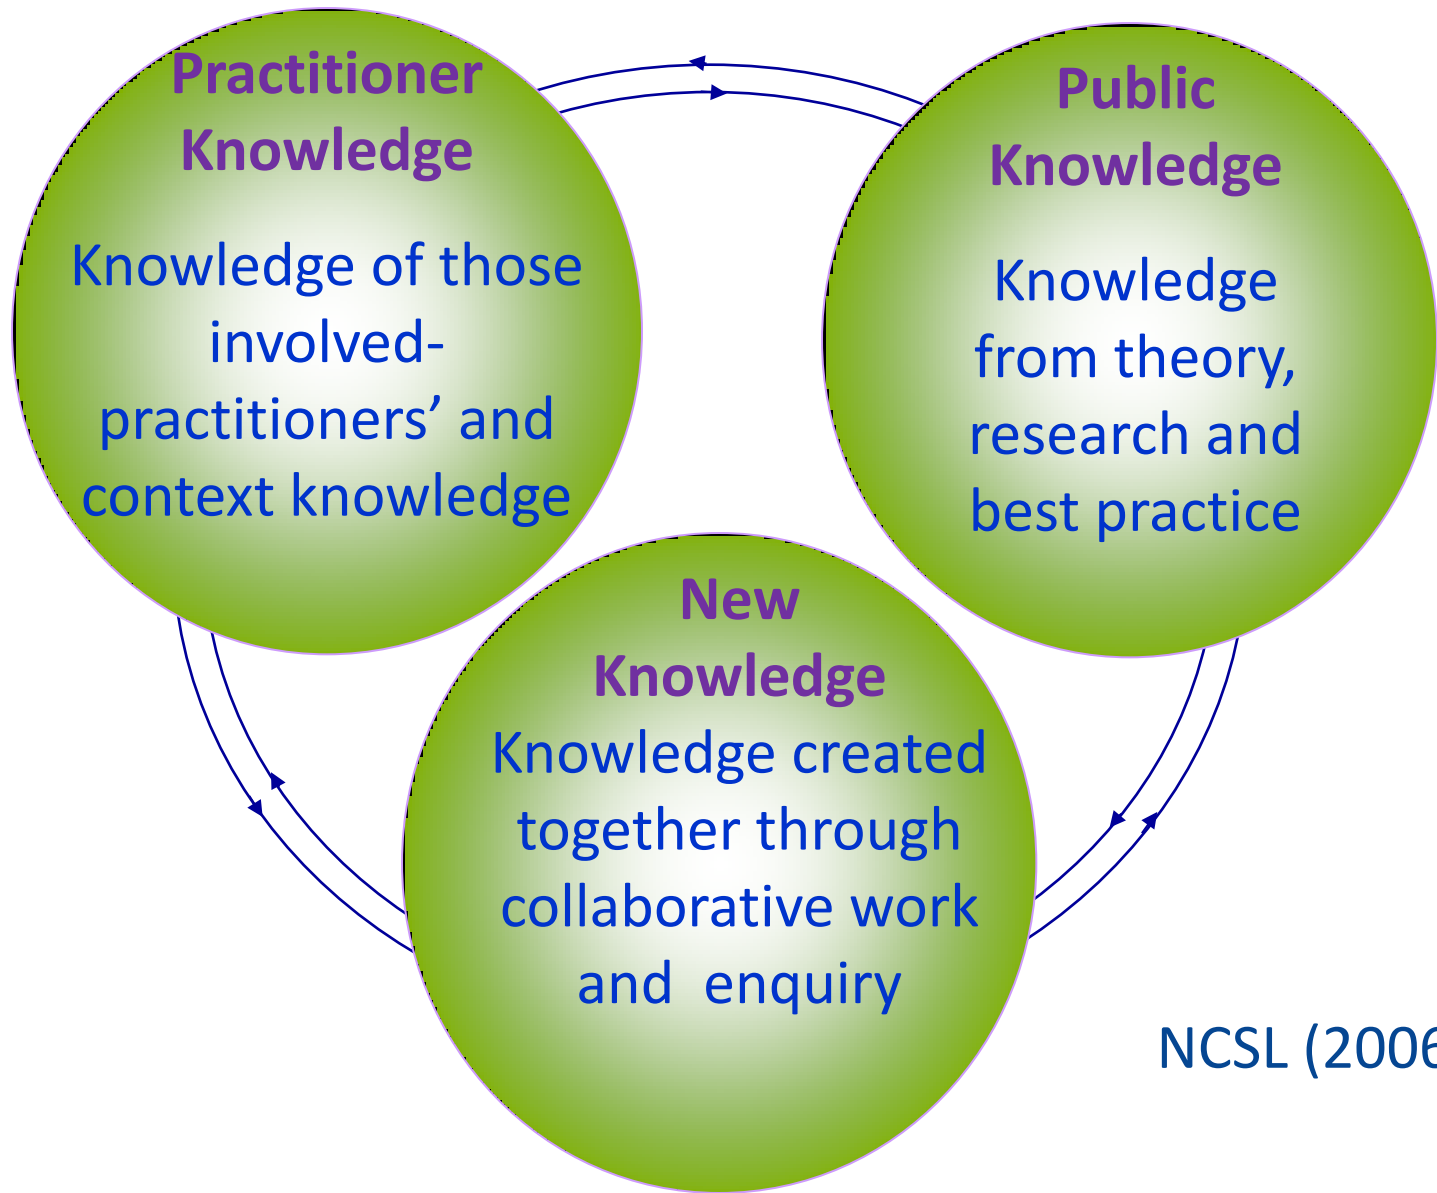 Practitioner
Knowledge
Knowledge of those
involved-
practitioners’ and
context knowledge
Public
Knowledge
Knowledge
from theory,
research and
best practice
New
Knowledge
Knowledge created
together through
collaborative work
and  enquiry
NCSL (2006